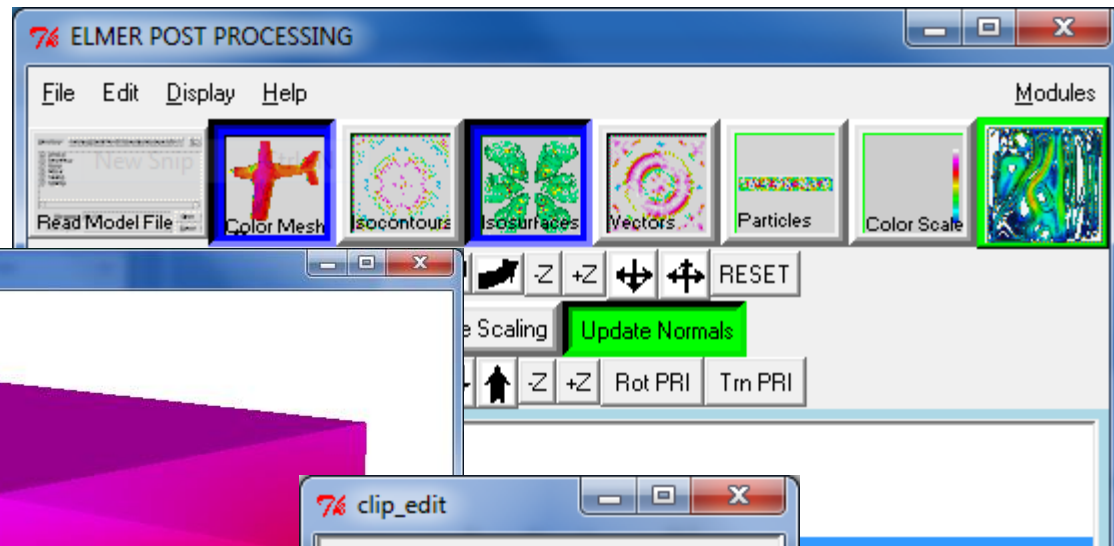 7% ELMER POST PROCESSING
File Edit Display Help Modules
New Snip
Read Model File Color Mesh Isocontours Isosurfaces Vectors Particles Color Scale
-Z +Z RESET
e Scaling Update Normals
-Z +Z Rot PRI Trn PRI
clip_edit